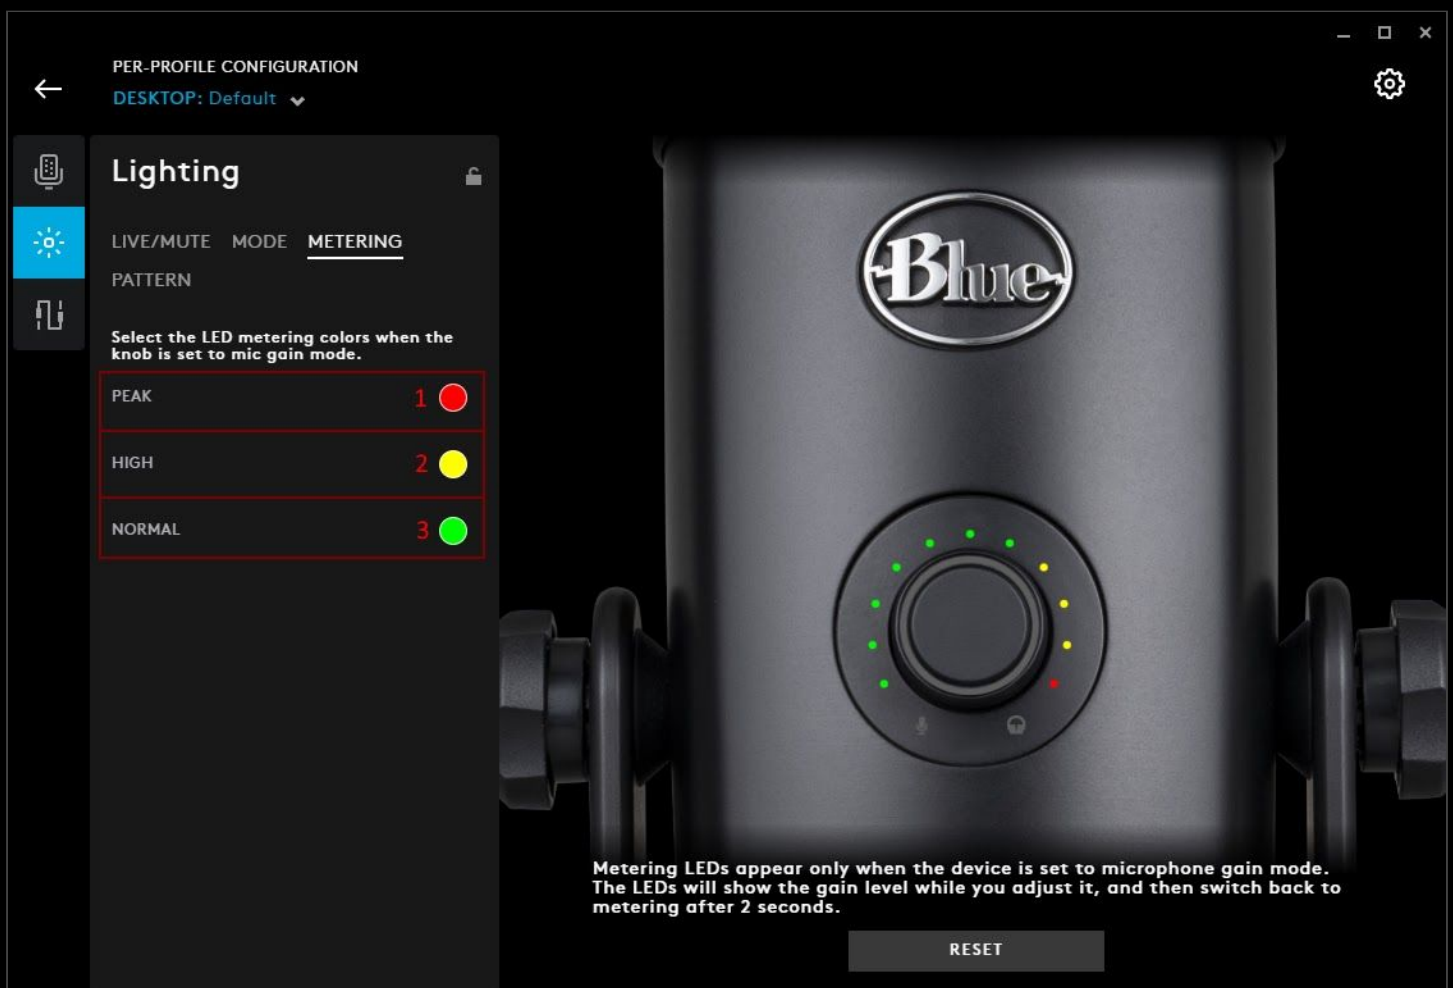 PER-PROFILE CONFIGURATION
DESKTOP: Default
Lighting
LIVE/MUTE MODE METERING
PATTERN
Select the LED metering colors when the
knob is set to mic gain mode.
PEAK 1
HIGH 2
NORMAL 3
Blue
Metering LEDs appear only when the device is set to microphone gain mode.
The LEDs will show the gain level while you adjust it, and then switch back to
metering after 2 seconds.
RESET